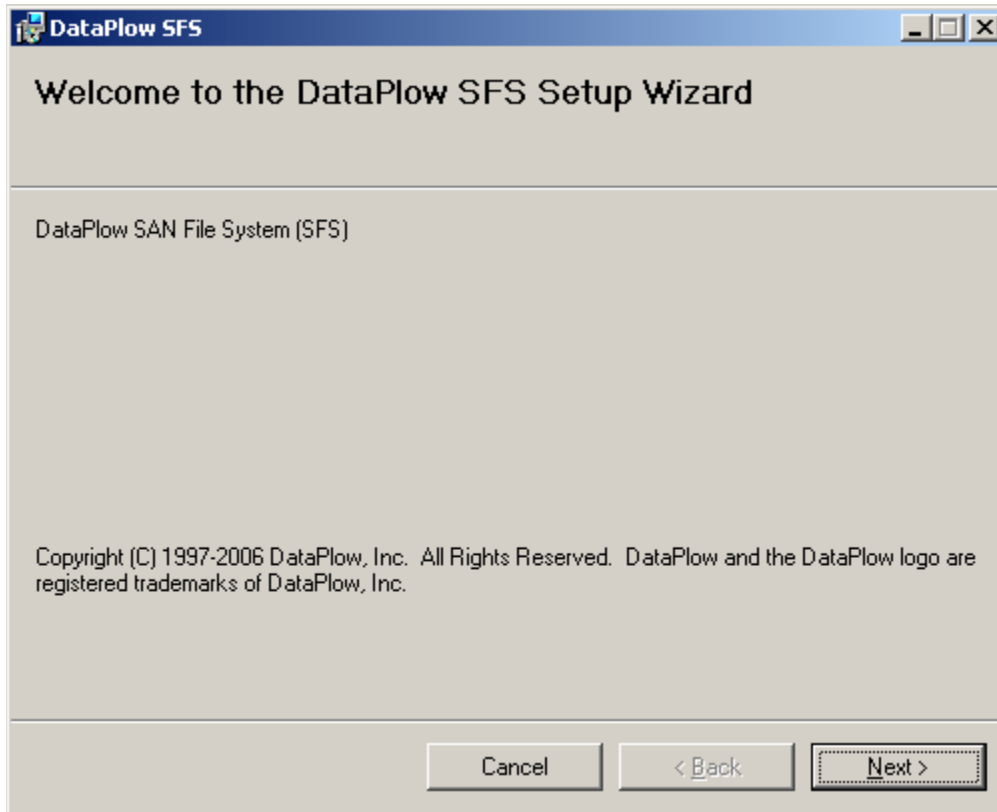 DataPlow SFS
Welcome to the DataPlow SFS Setup Wizard
DataPlow SAN File System (SFS)
Copyright (C) 1997-2006 DataPlow, Inc.  All Rights Reserved.  DataPlow and the DataPlow logo are
registered trademarks of DataPlow, Inc.
Cancel
< Back
Next >